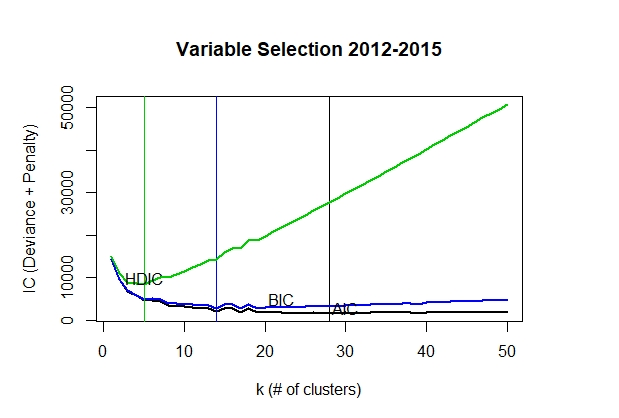 Variable Selection 2012-2015
IC (Deviance + Penalty)
50000
30000
10000
0
HDIC
BIC
AIC
0 10 20 30 40 50
k (# of clusters)